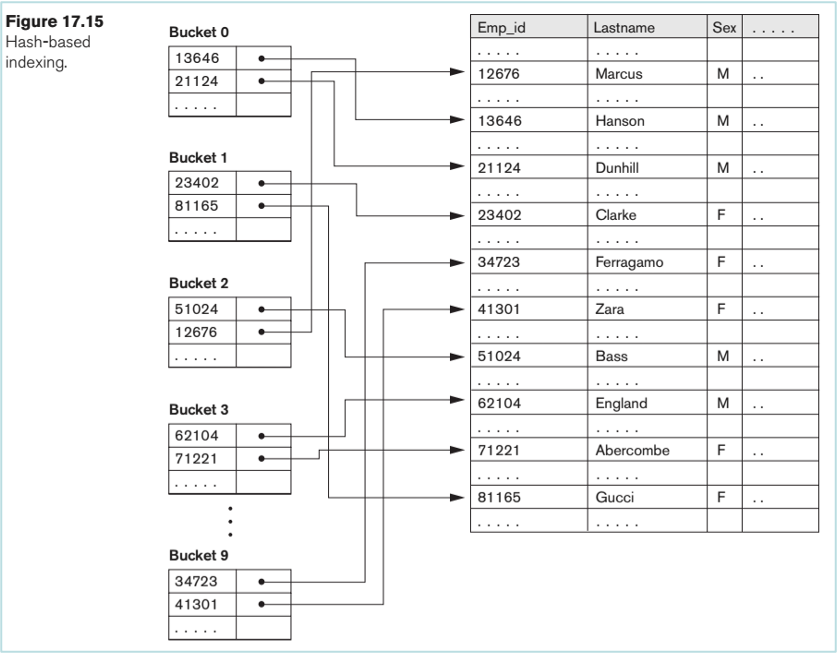 Figure 17.15
Hash-based
indexing.
Bucket 0
13646
21124
. . . . .
Bucket 1
23402
81165
. . . . .
Bucket 2
51024
12676
. . . . .
Bucket 3
62104
71221
. . . . .
Bucket 9
34723
41301
. . . . .
Emp_id Lastname Sex . . . . .
. . . . . . . . . .
12676 Marcus M . .
. . . . . . . . . .
13646 Hanson M . .
. . . . . . . . . .
21124 Dunhill M . .
. . . . . . . . . .
23402 Clarke F . .
. . . . . . . . . .
34723 Ferragamo F . .
. . . . . . . . . .
41301 Zara F . .
. . . . . . . . . .
51024 Bass M . .
. . . . . . . . . .
62104 England M . .
. . . . . . . . . .
71221 Abercombe F . .
. . . . . . . . . .
81165 Gucci F . .
. . . . . . . . . .